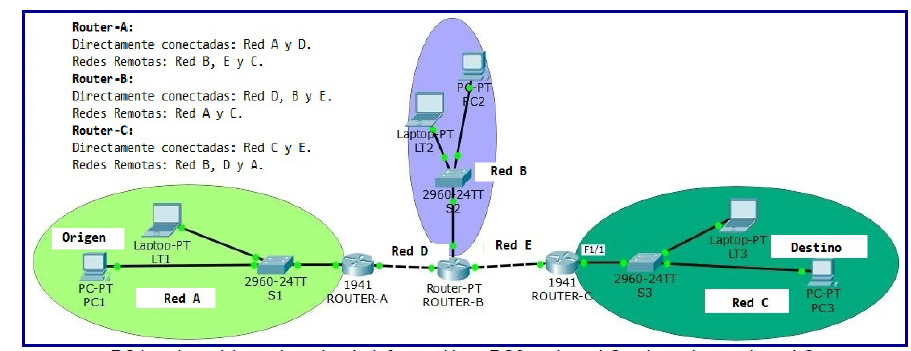 Router-A:
Directamente conectadas: Red A y D.
Redes Remotas: Red B, E y C.
Router-B:
Directamente conectadas: Red D, B y E.
Redes Remotas: Red A y C.
Router-C:
Directamente conectadas: Red C y E.
Redes Remotas: Red B, D y A.
PC-PT
PC2
Laptop-PT
LT2
Red B
2960-24TT
S2
Origen
Laptop-PT
LT1
PC-PT
PC1
Red A
2960-24TT
S1
1941
ROUTER-A
Red D
Router-PT
ROUTER-B
Red E
1941
ROUTER-C
F1/1
2960-24TT
S3
Laptop-PT
LT3
Destino
Red C
PC-PT
PC3